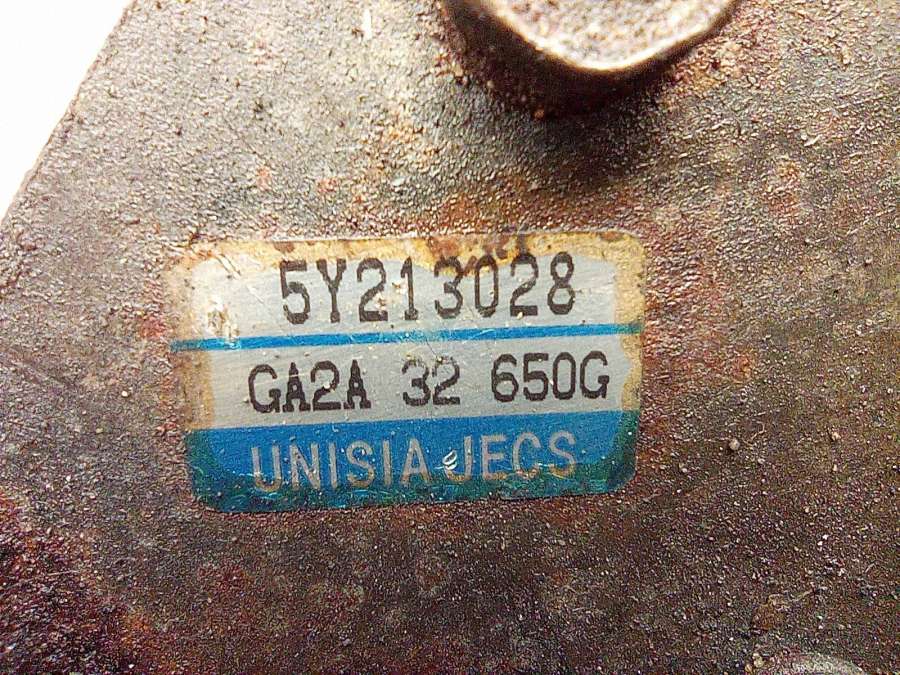 5Y213028
GA2A 32 650G
UNISIA JECS